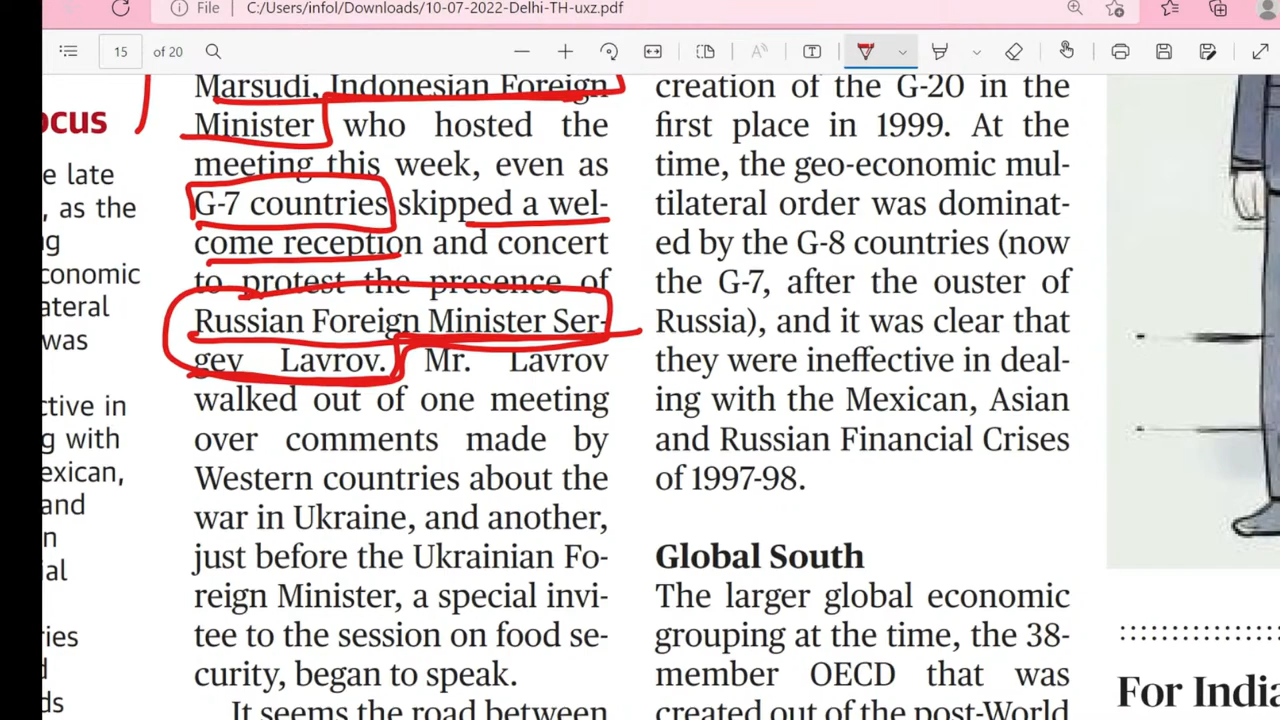 File C:/Users/infol/Downloads/10-07-2022-Delhi-TH-uxz.pdf
15 of 20
ocus
e late
, as the
g
conomic
ateral
was
ctive in
g with
exican,
and
n
ial
ries
d
ds
Marsudi, Indonesian Foreign
Minister who hosted the
meeting this week, even as
G-7 countries skipped a wel-
come reception and concert
to protest the presence of
Russian Foreign Minister Ser-
gey Lavrov. Mr. Lavrov
walked out of one meeting
over comments made by
Western countries about the
war in Ukraine, and another,
just before the Ukrainian Fo-
reign Minister, a special invi-
tee to the session on food se-
curity, began to speak.
It seems the road between
creation of the G-20 in the
first place in 1999. At the
time, the geo-economic mul-
tilateral order was dominat-
ed by the G-8 countries (now
the G-7, after the ouster of
Russia), and it was clear that
they were ineffective in deal-
ing with the Mexican, Asian
and Russian Financial Crises
of 1997-98.
Global South
The larger global economic
grouping at the time, the 38-
member OECD that was
created out of the post-World
For India